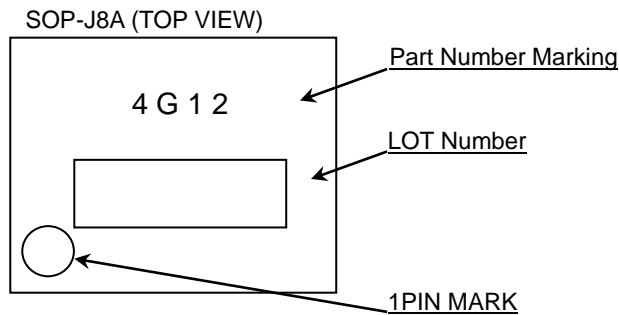 SOP-J8A (TOP VIEW)
Part Number Marking
4 G 1 2
LOT Number
1PIN MARK